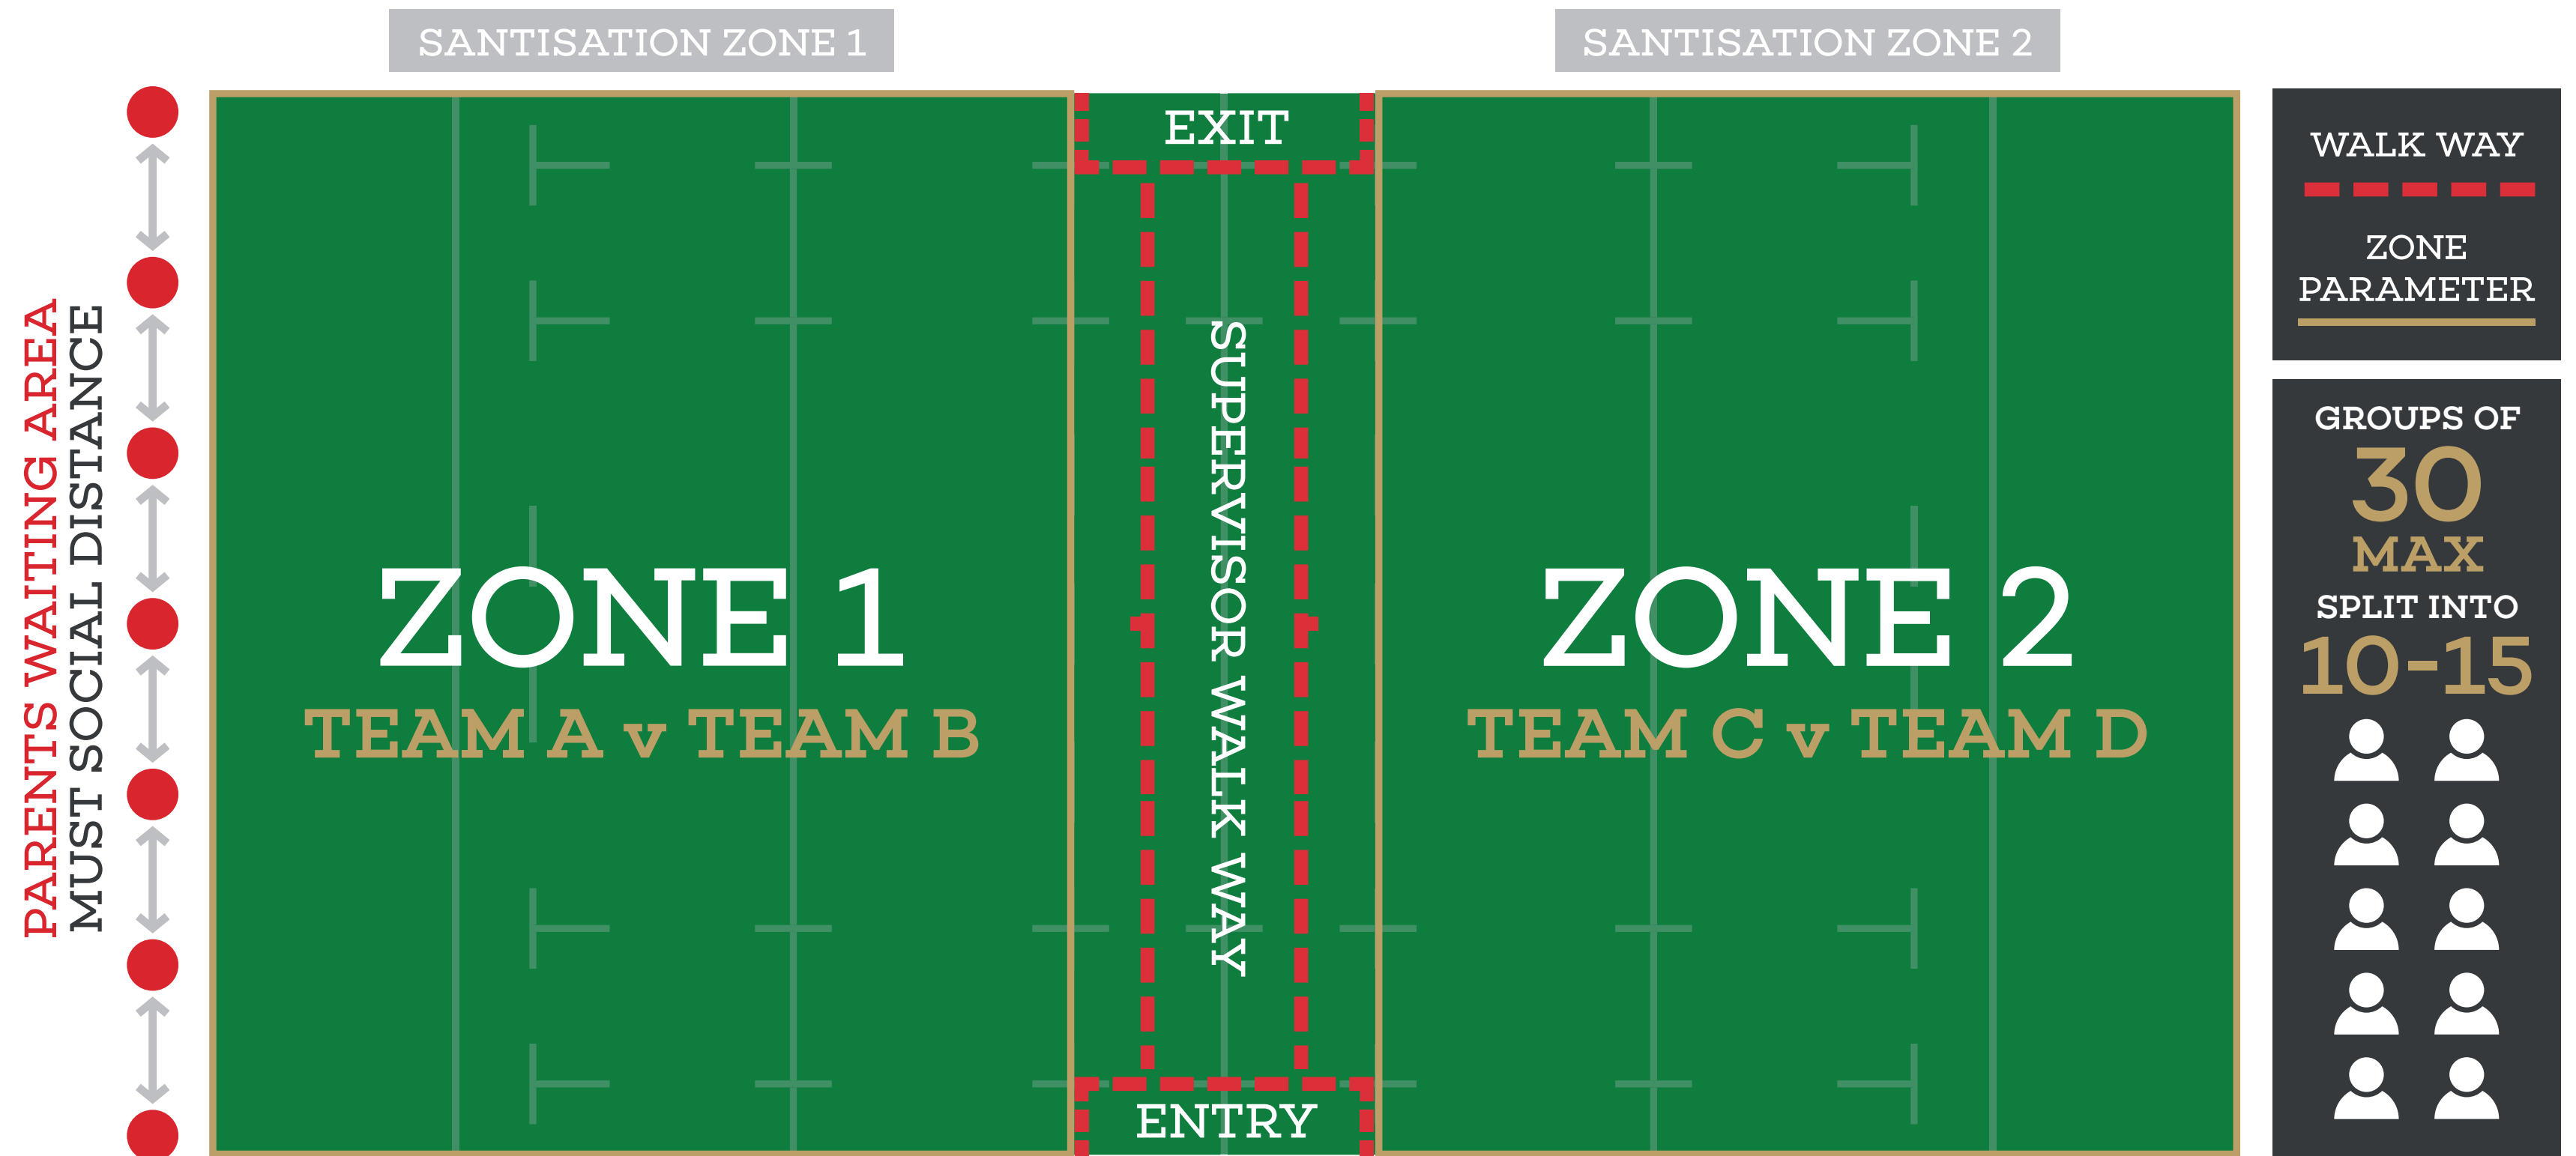 SANTISATION ZONE 1
SANTISATION ZONE 2
PARENTS WAITING AREA
MUST SOCIAL DISTANCE
EXIT
SUPERVISOR WALK WAY
ENTRY
ZONE 1
TEAM A v TEAM B
ZONE 2
TEAM C v TEAM D
WALK WAY
ZONE
PARAMETER
GROUPS OF
30
MAX
SPLIT INTO
10-15